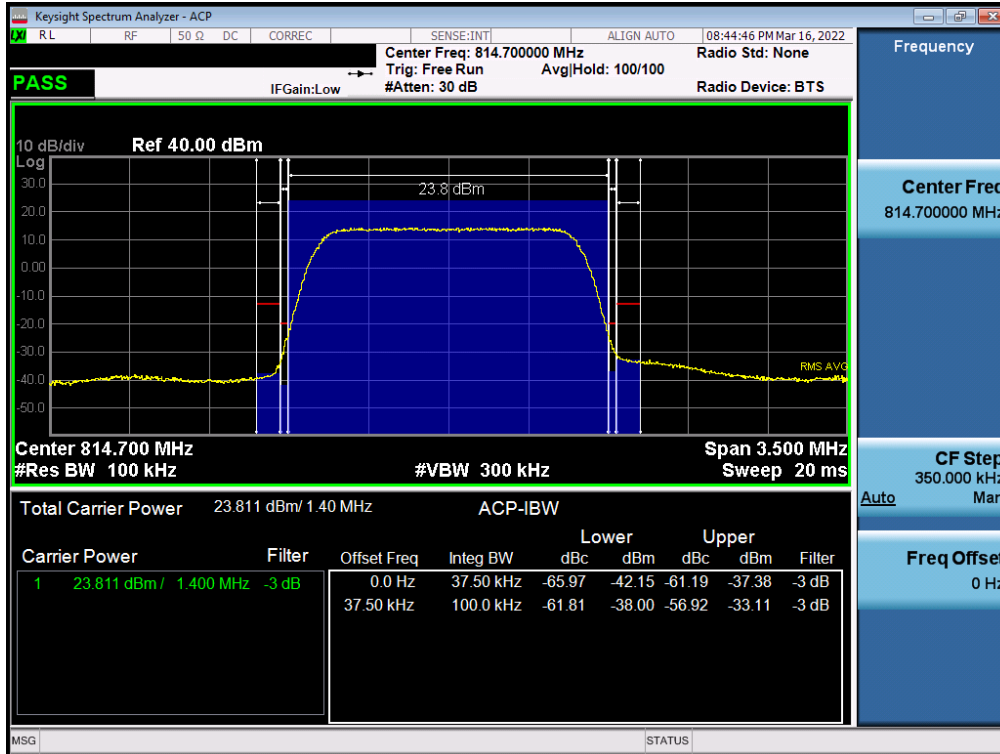 Keysight Spectrum Analyzer - ACP
LXI RL RF 50 Ω DC CORREC SENSE:INT ALIGN AUTO 08:44:46 PM Mar 16, 2022
Center Freq: 814.700000 MHz Radio Std: None
Trig: Free Run Avg|Hold: 100/100
PASS IFGain:Low #Atten: 30 dB Radio Device: BTS
10 dB/div Ref 40.00 dBm
Log
30.0
23.8 dBm
20.0
10.0
0.00
-10.0
-20.0
-30.0
RMS AVG
-40.0
-50.0
Center 814.700 MHz Span 3.500 MHz
#Res BW 100 kHz #VBW 300 kHz Sweep 20 ms
Total Carrier Power 23.811 dBm/ 1.40 MHz ACP-IBW
Lower Upper
Carrier Power Filter Offset Freq Integ BW dBc dBm dBc dBm Filter
1 23.811 dBm / 1.400 MHz -3 dB 0.0 Hz 37.50 kHz -65.97 -42.15 -61.19 -37.38 -3 dB
37.50 kHz 100.0 kHz -61.81 -38.00 -56.92 -33.11 -3 dB
MSG STATUS
Frequency
Center Freq
814.700000 MHz
CF Step
350.000 kHz
Auto Man
Freq Offset
0 Hz